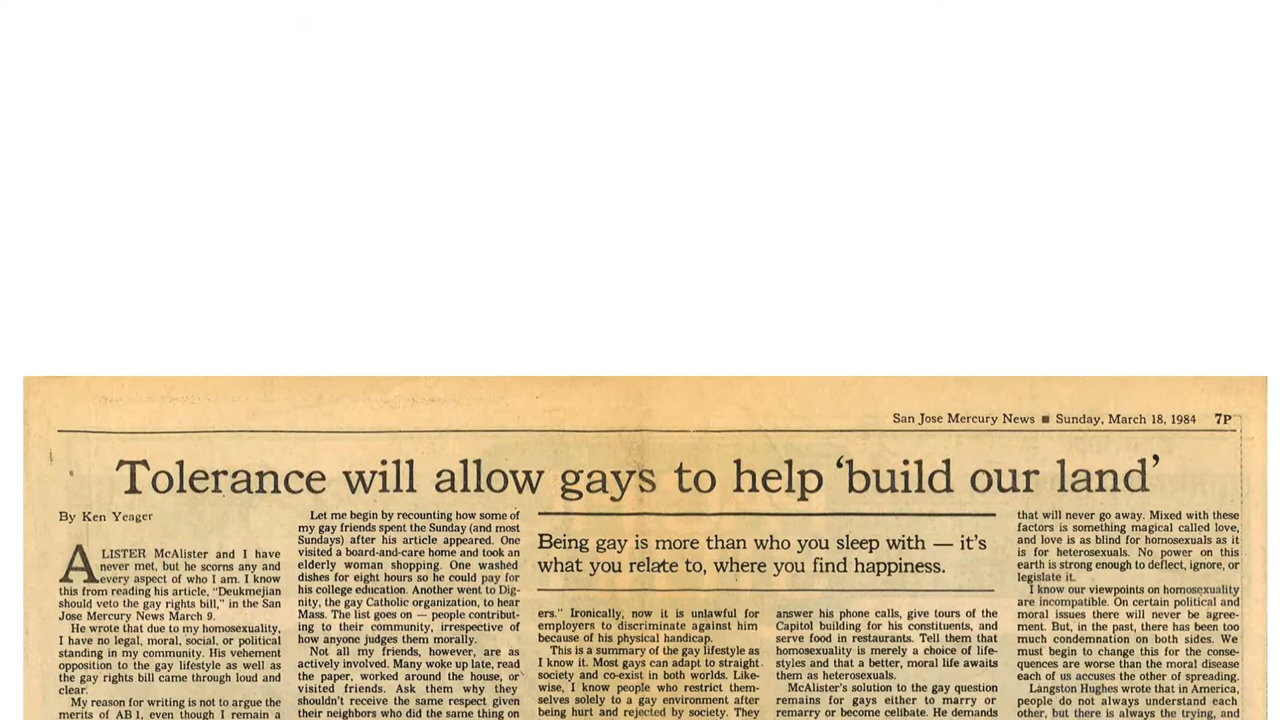 San Jose Mercury News ■ Sunday, March 18, 1984 7P
Tolerance will allow gays to help ‘build our land’
By Ken Yeager
ALISTER McAlister and I have
never met, but he scorns any and
every aspect of who I am. I know
this from reading his article, "Deukmejian
should veto the gay rights bill," in the San
Jose Mercury News March 9.
He wrote that due to my homosexuality,
I have no legal, moral, social, or political
standing in my community. His vehement
opposition to the gay lifestyle as well as
the gay rights bill came through loud and
clear.
My reason for writing is not to argue the
merits of AB 1, even though I remain a
Let me begin by recounting how some of
my gay friends spent the Sunday (and most
Sundays) after his article appeared. One
visited a board-and-care home and took an
elderly woman shopping. One washed
dishes for eight hours so he could pay for
his college education. Another went to Dig-
nity, the gay Catholic organization, to hear
Mass. The list goes on — people contribut-
ing to their community, irrespective of
how anyone judges them morally.
Not all my friends, however, are as
actively involved. Many woke up late, read
the paper, worked around the house, or
visited friends. Ask them why they
shouldn't receive the same respect given
their neighbors who did the same thing on
Being gay is more than who you sleep with — it's
what you relate to, where you find happiness.
ers." Ironically, now it is unlawful for
employers to discriminate against him
because of his physical handicap.
This is a summary of the gay lifestyle as
I know it. Most gays can adapt to straight
society and co-exist in both worlds. Like-
wise, I know people who restrict them-
selves solely to a gay environment after
being hurt and rejected by society. They
answer his phone calls, give tours of the
Capitol building for his constituents, and
serve food in restaurants. Tell them that
homosexuality is merely a choice of life-
styles and that a better, moral life awaits
them as heterosexuals.
McAlister's solution to the gay question
remains for gays either to marry or
remarry or become celibate. He demands
that will never go away. Mixed with these
factors is something magical called love,
and love is as blind for homosexuals as it
is for heterosexuals. No power on this
earth is strong enough to deflect, ignore, or
legislate it.
I know our viewpoints on homosexuality
are incompatible. On certain political and
moral issues there will never be agree-
ment. But, in the past, there has been too
much condemnation on both sides. We
must begin to change this for the conse-
quences are worse than the moral disease
each of us accuses the other of spreading.
Langston Hughes wrote that in America,
people do not always understand each
other, but there is always the trying, and